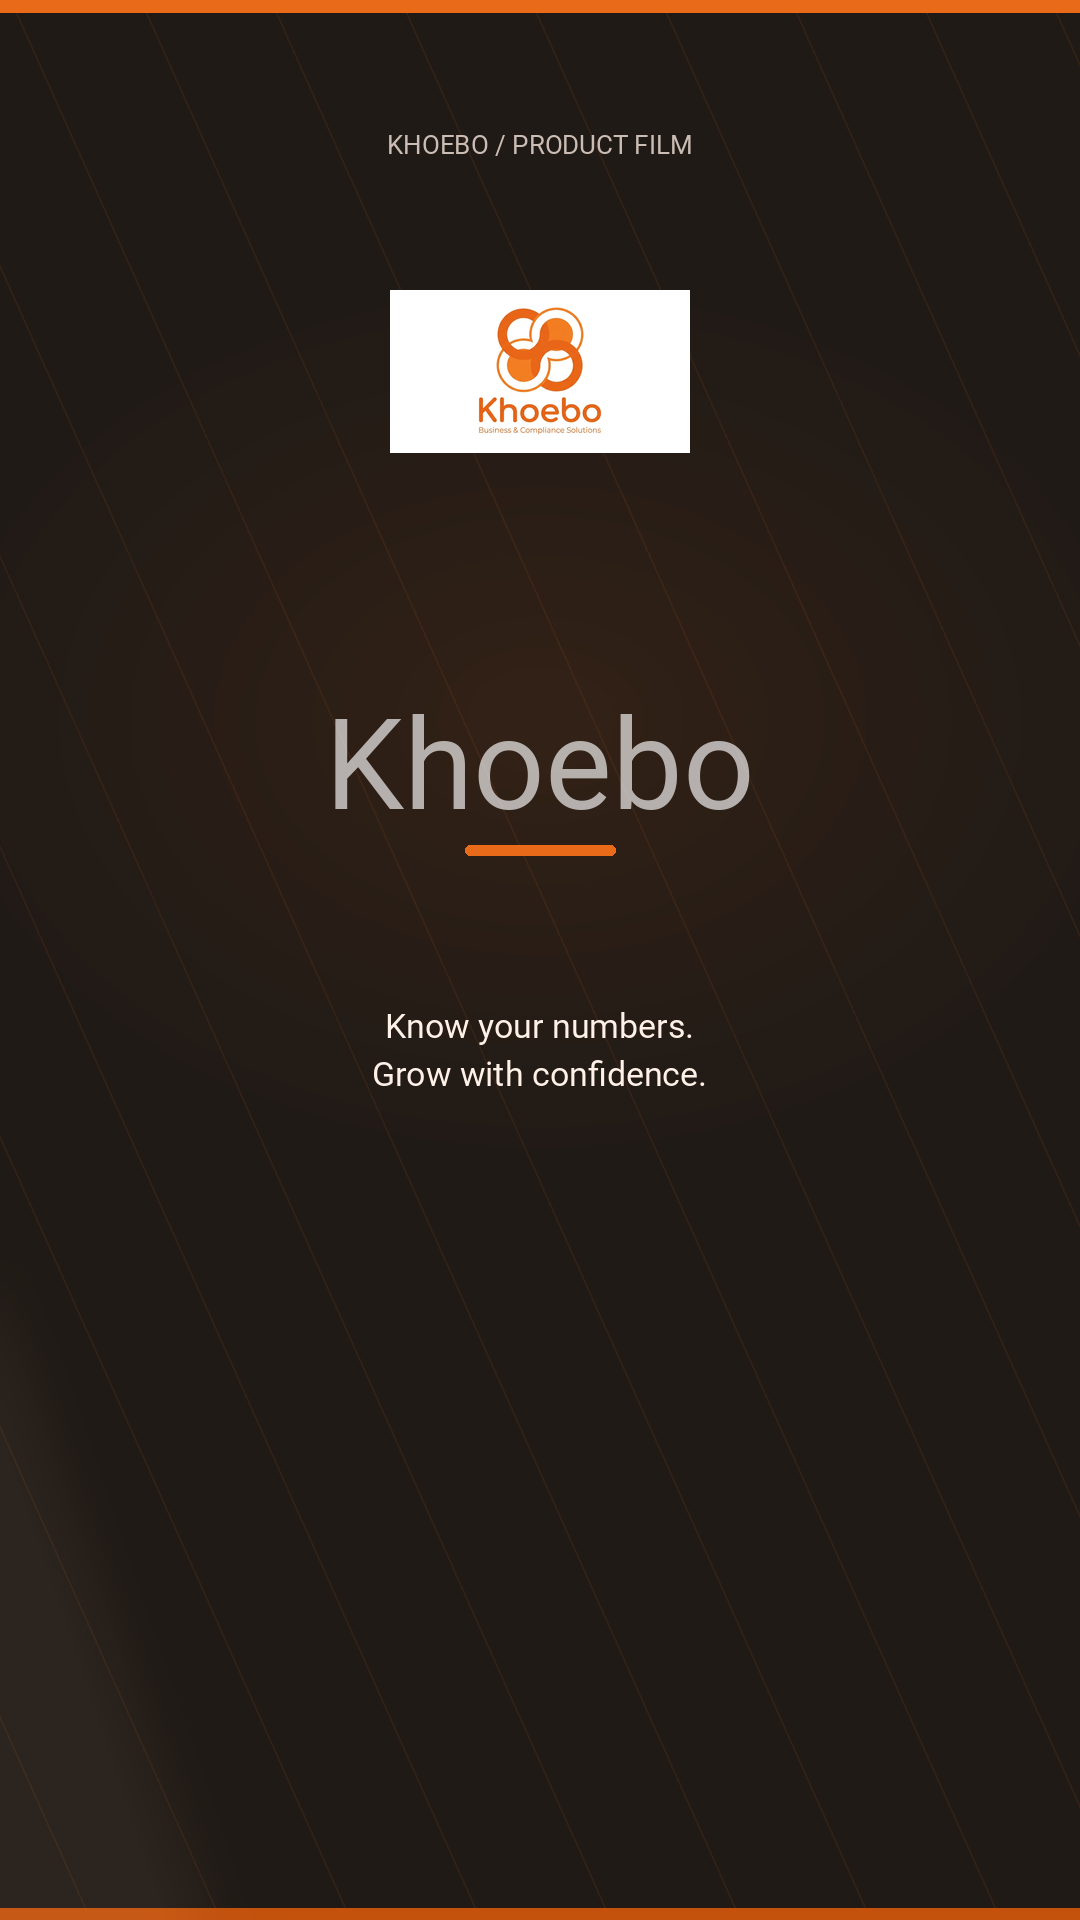 KHOEBO / PRODUCT FILM
Khoebo
Business & Compliance Solutions
Khoebo
Know your numbers.
Grow with confidence.